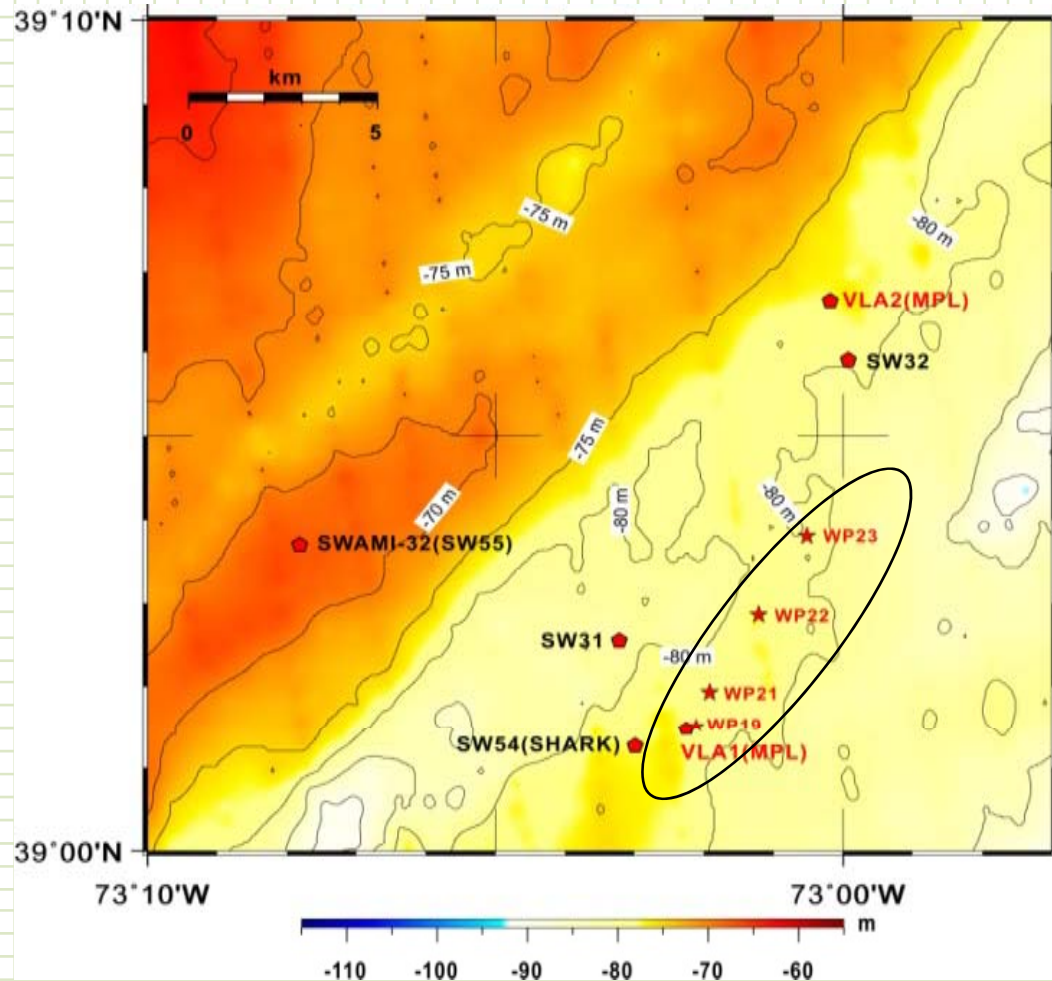 39°10'N
km
0 5
-75 m
-75 m
-80 m
VLA2(MPL)
SW32
-75 m
-70 m
-80 m
-80 m
WP23
SWAMI-32(SW55)
WP22
SW31
-80 m
WP21
WP19
SW54(SHARK)
VLA1(MPL)
39°00'N
73°10'W 73°00'W
m
-110 -100 -90 -80 -70 -60